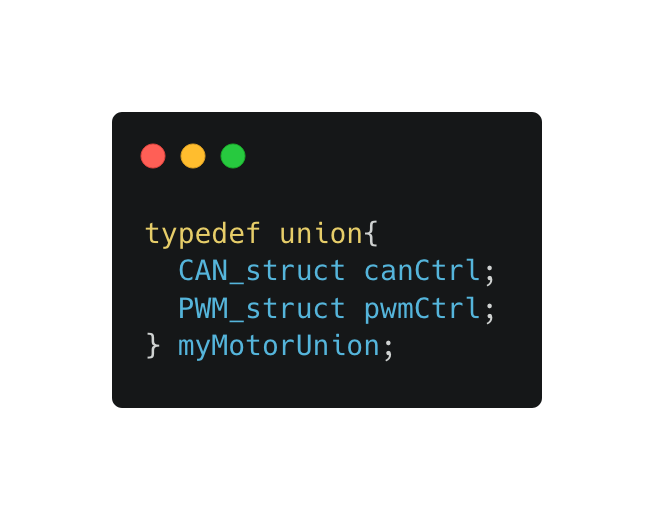 typedef union{
  CAN_struct canCtrl;
  PWM_struct pwmCtrl;
} myMotorUnion;